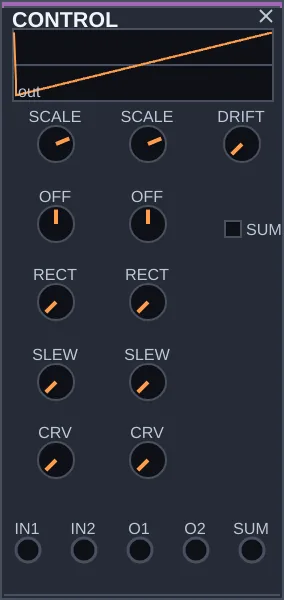 CONTROL
out
SCALE SCALE DRIFT
OFF OFF
SUM
RECT RECT
SLEW SLEW
CRV CRV
IN1 IN2 O1 O2 SUM